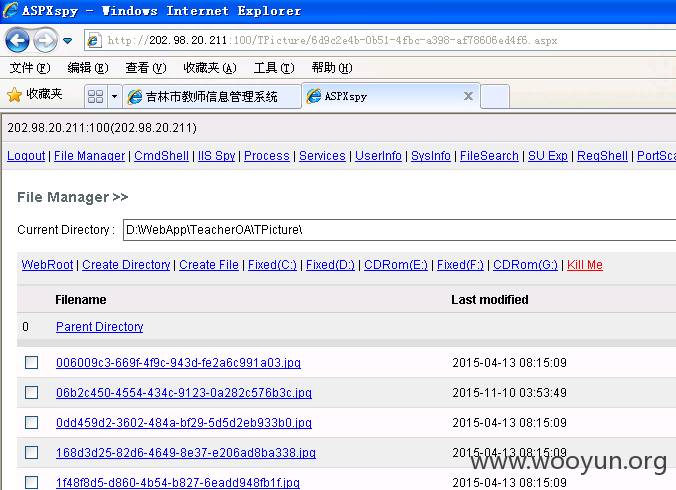 ASPXspy - Windows Internet Explorer
http://202.98.20.211:100/TPicture/6d9c2e4b-0b51-4fbc-a398-af78606ed4f6.aspx
文件(F) 编辑(E) 查看(V) 收藏夹(A) 工具(T) 帮助(H)
收藏夹 吉林市教师信息管理系统 ASPXspy
202.98.20.211:100(202.98.20.211)
Logout | File Manager | CmdShell | IIS Spy | Process | Services | UserInfo | SysInfo | FileSearch | SU Exp | RegShell | PortSca
File Manager >>
Current Directory : D:\WebApp\TeacherOA\TPicture\
WebRoot | Create Directory | Create File | Fixed(C:) | Fixed(D:) | CDRom(E:) | Fixed(F:) | CDRom(G:) | Kill Me
Filename Last modified
0 Parent Directory
006009c3-669f-4f9c-943d-fe2a6c991a03.jpg 2015-04-13 08:15:09
06b2c450-4554-434c-9123-0a282c576b3c.jpg 2015-11-10 03:53:49
0dd459d2-3602-484a-bf29-5d5d2eb933b0.jpg 2015-04-13 08:15:09
168d3d25-82d6-4649-8e37-e206ad8ba338.jpg 2015-04-13 08:15:09
1f48f8d5-d860-4b54-b827-6eadd948fb1f.jpg 2015-04-13 08:15:09
www.wooyun.org